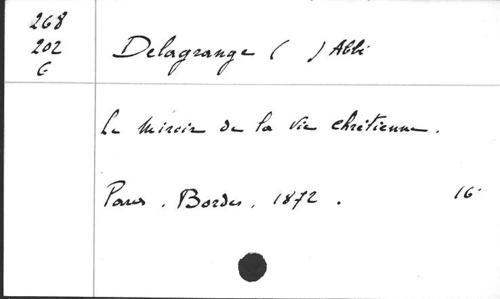 268
202
G
Delagrange ( ) Abbé
Le Miroir de la vie chrétienne.
Paris. Bordes. 1872. 16°